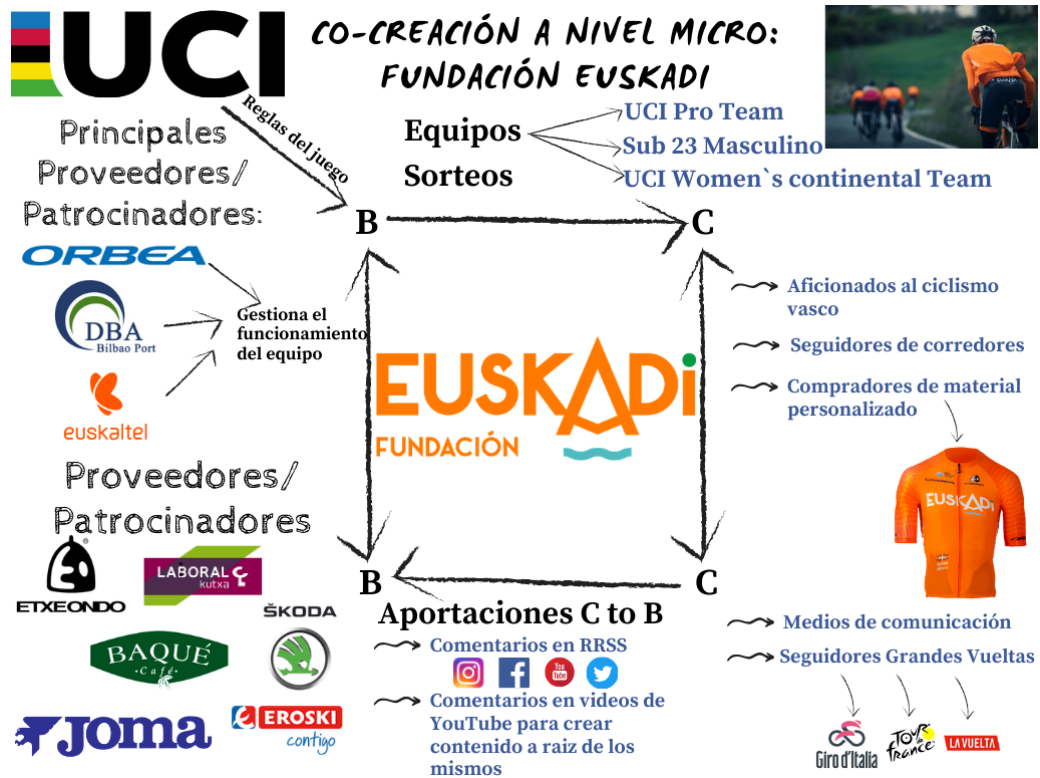 UCI
CO-CREACIÓN A NIVEL MICRO:
FUNDACIÓN EUSKADI
Reglas del juego
Equipos
Sorteos
UCI Pro Team
Sub 23 Masculino
UCI Women`s continental Team
Principales
Proveedores/
Patrocinadores:
B
C
ORBEA
DBA
Bilbao Port
euskaltel
Gestiona el
funcionamiento
del equipo
EUSKADi
FUNDACIÓN
Aficionados al ciclismo
vasco
Seguidores de corredores
Compradores de material
personalizado
EUSKADi
Proveedores/
Patrocinadores
ETXEONDO
LABORAL
kutxa
ŠKODA
BAQUÉ
Café
JOMA
EROSKI
contigo
B
C
Aportaciones C to B
Comentarios en RRSS
You
Tube
Comentarios en videos de
YouTube para crear
contenido a raiz de los
mismos
Medios de comunicación
Seguidores Grandes Vueltas
Giro d'Italia
TOUR
de
france
LA VUELTA